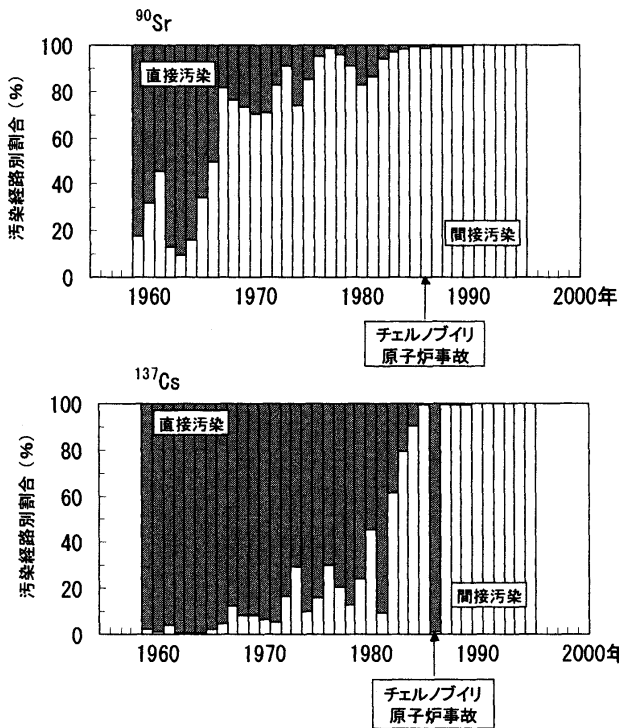 ⁹⁰Sr
汚染経路別割合 (%)
100
80
60
40
20
0
直接汚染
間接汚染
1960 1970 1980 1990 2000年
チェルノブイリ
原子炉事故
¹³⁷Cs
汚染経路別割合 (%)
100
80
60
40
20
0
直接汚染
間接汚染
1960 1970 1980 1990 2000年
チェルノブイリ
原子炉事故